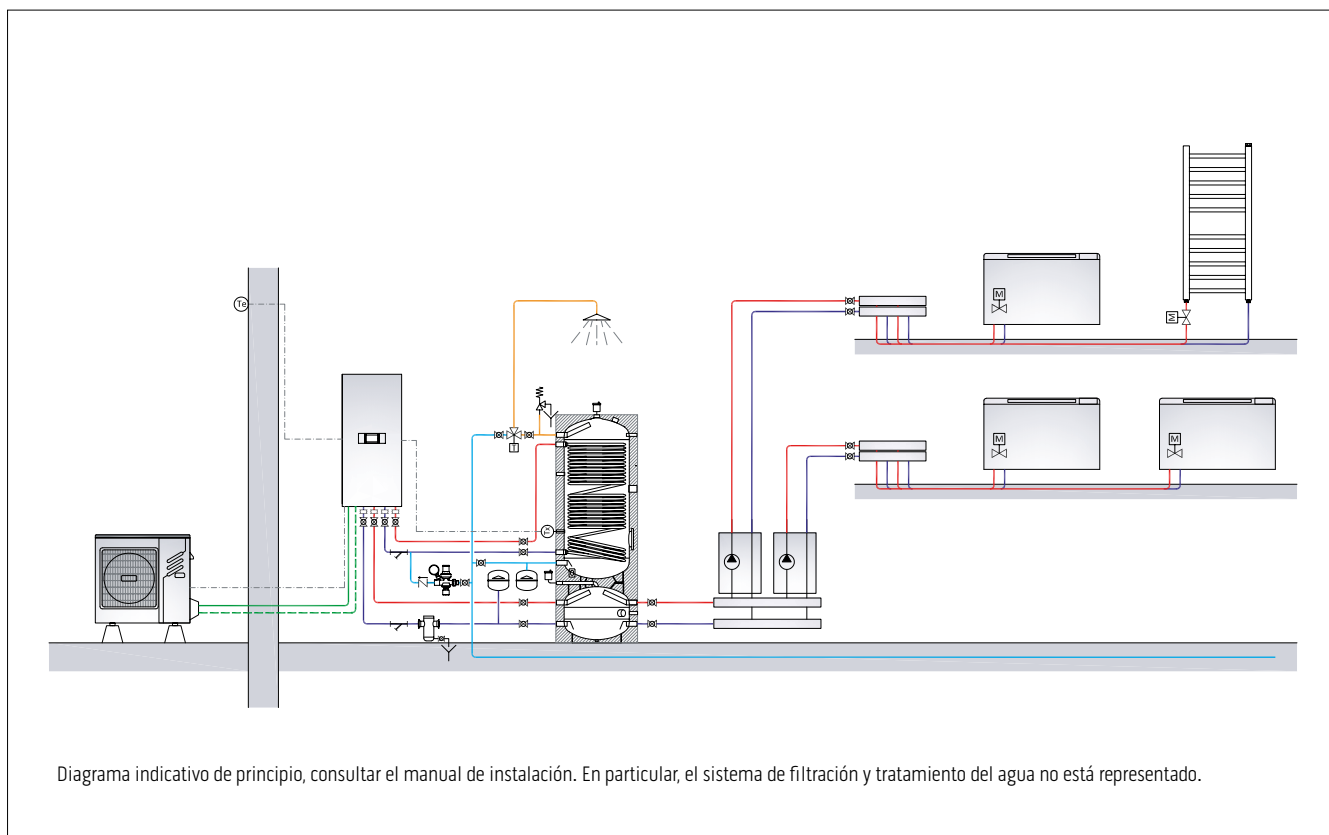 M
M
Te
M
M
T
Tx
Diagrama indicativo de principio, consultar el manual de instalación. En particular, el sistema de filtración y tratamiento del agua no está representado.